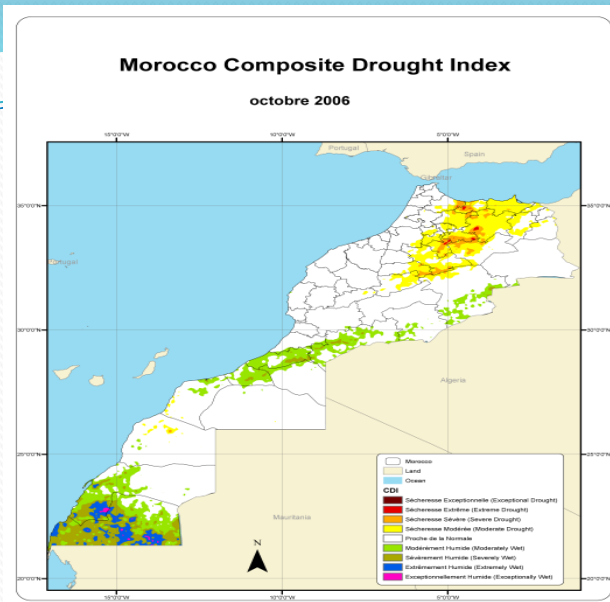 Morocco Composite Drought Index
octobre 2006
15°0'0"W 10°0'0"W 5°0'0"W
Portugal Spain
Gibraltar
35°0'0"N 35°0'0"N
30°0'0"N 30°0'0"N
Algeria
25°0'0"N 25°0'0"N
Mauritania
20°0'0"N 20°0'0"N
15°0'0"W 10°0'0"W 5°0'0"W
N
Morocco
Land
Ocean
CDI
Sécheresse Exceptionnelle (Exceptional Drought)
Sécheresse Extrême (Extreme Drought)
Sécheresse Sévère (Severe Drought)
Sécheresse Modérée (Moderate Drought)
Proche de la Normale
Modérément Humide (Moderately Wet)
Sévèrement Humide (Severely Wet)
Extrêmement Humide (Extremely Wet)
Exceptionnellement Humide (Exceptionally Wet)